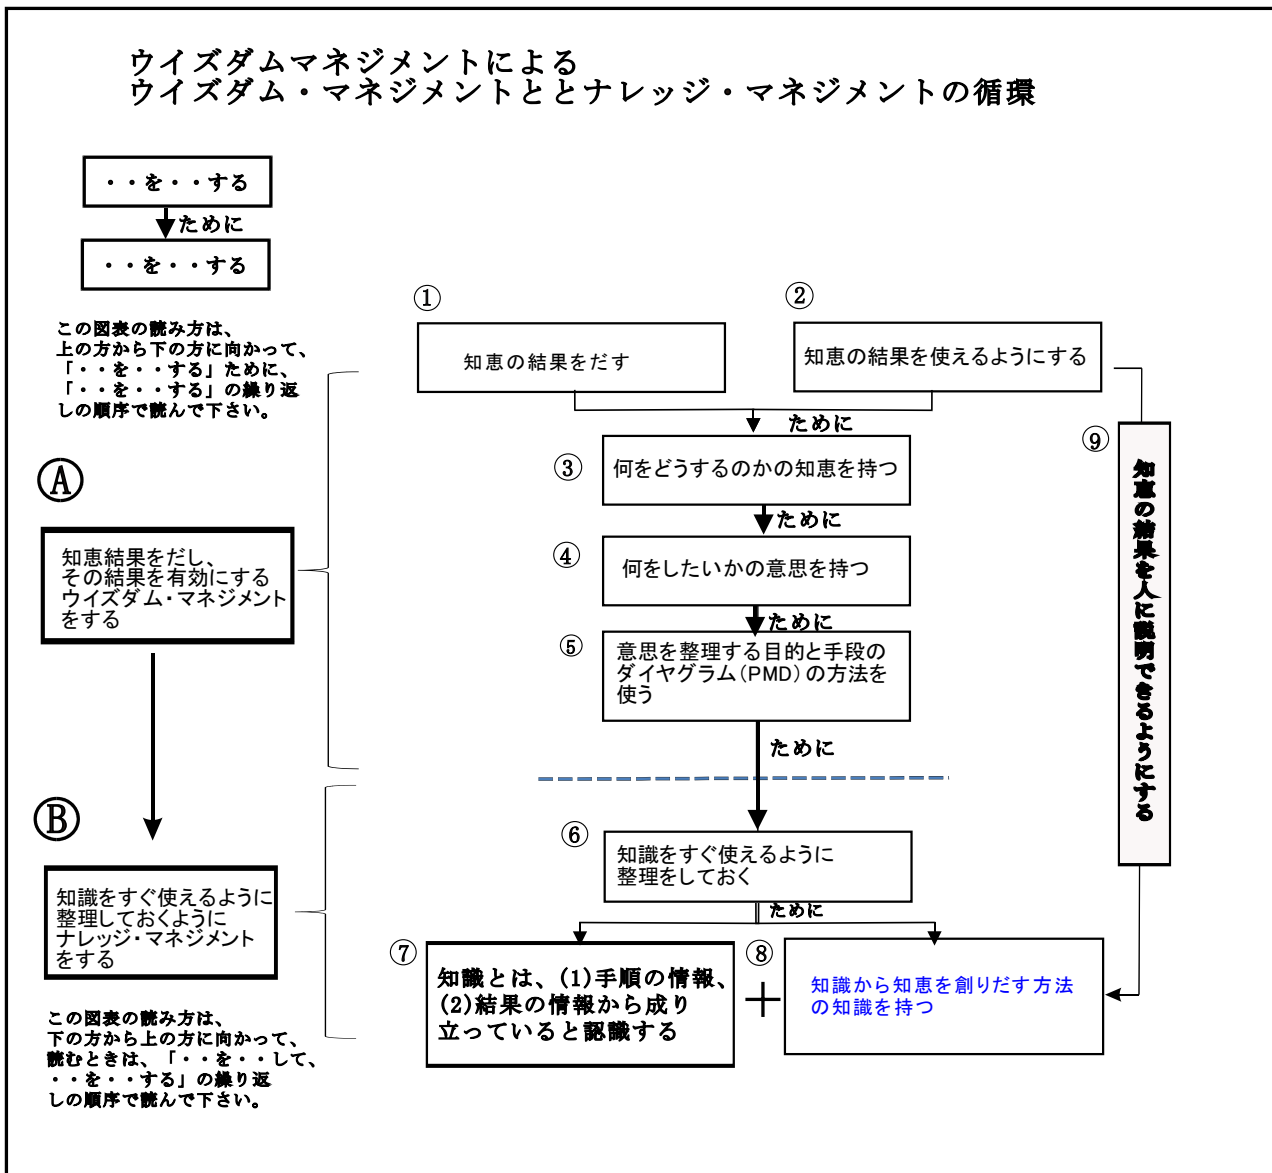 ウイズダムマネジメントによる
ウイズダム・マネジメントととナレッジ・マネジメントの循環
・・を・・する
ために
・・を・・する
この図表の読み方は、
上の方から下の方に向かって、
「・・を・・する」ために、
「・・を・・する」の繰り返
しの順序で読んで下さい。
①
知恵の結果をだす
②
知恵の結果を使えるようにする
ために
③
何をどうするのかの知恵を持つ
ために
④
何をしたいかの意思を持つ
ために
⑤
意思を整理する目的と手段の
ダイヤグラム(PMD)の方法を
使う
ために
⑨
知恵の結果を人に説明できるようにする
Ⓐ
知恵結果をだし、
その結果を有効にする
ウイズダム・マネジメント
をする
Ⓑ
知識をすぐ使えるように
整理しておくように
ナレッジ・マネジメント
をする
⑥
知識をすぐ使えるように
整理をしておく
ために
⑦
知識とは、(1)手順の情報、
(2)結果の情報から成り
立っていると認識する
＋
⑧
知識から知恵を創りだす方法
の知識を持つ
この図表の読み方は、
下の方から上の方に向かって、
読むときは、「・・を・・して、
・・を・・する」の繰り返
しの順序で読んで下さい。